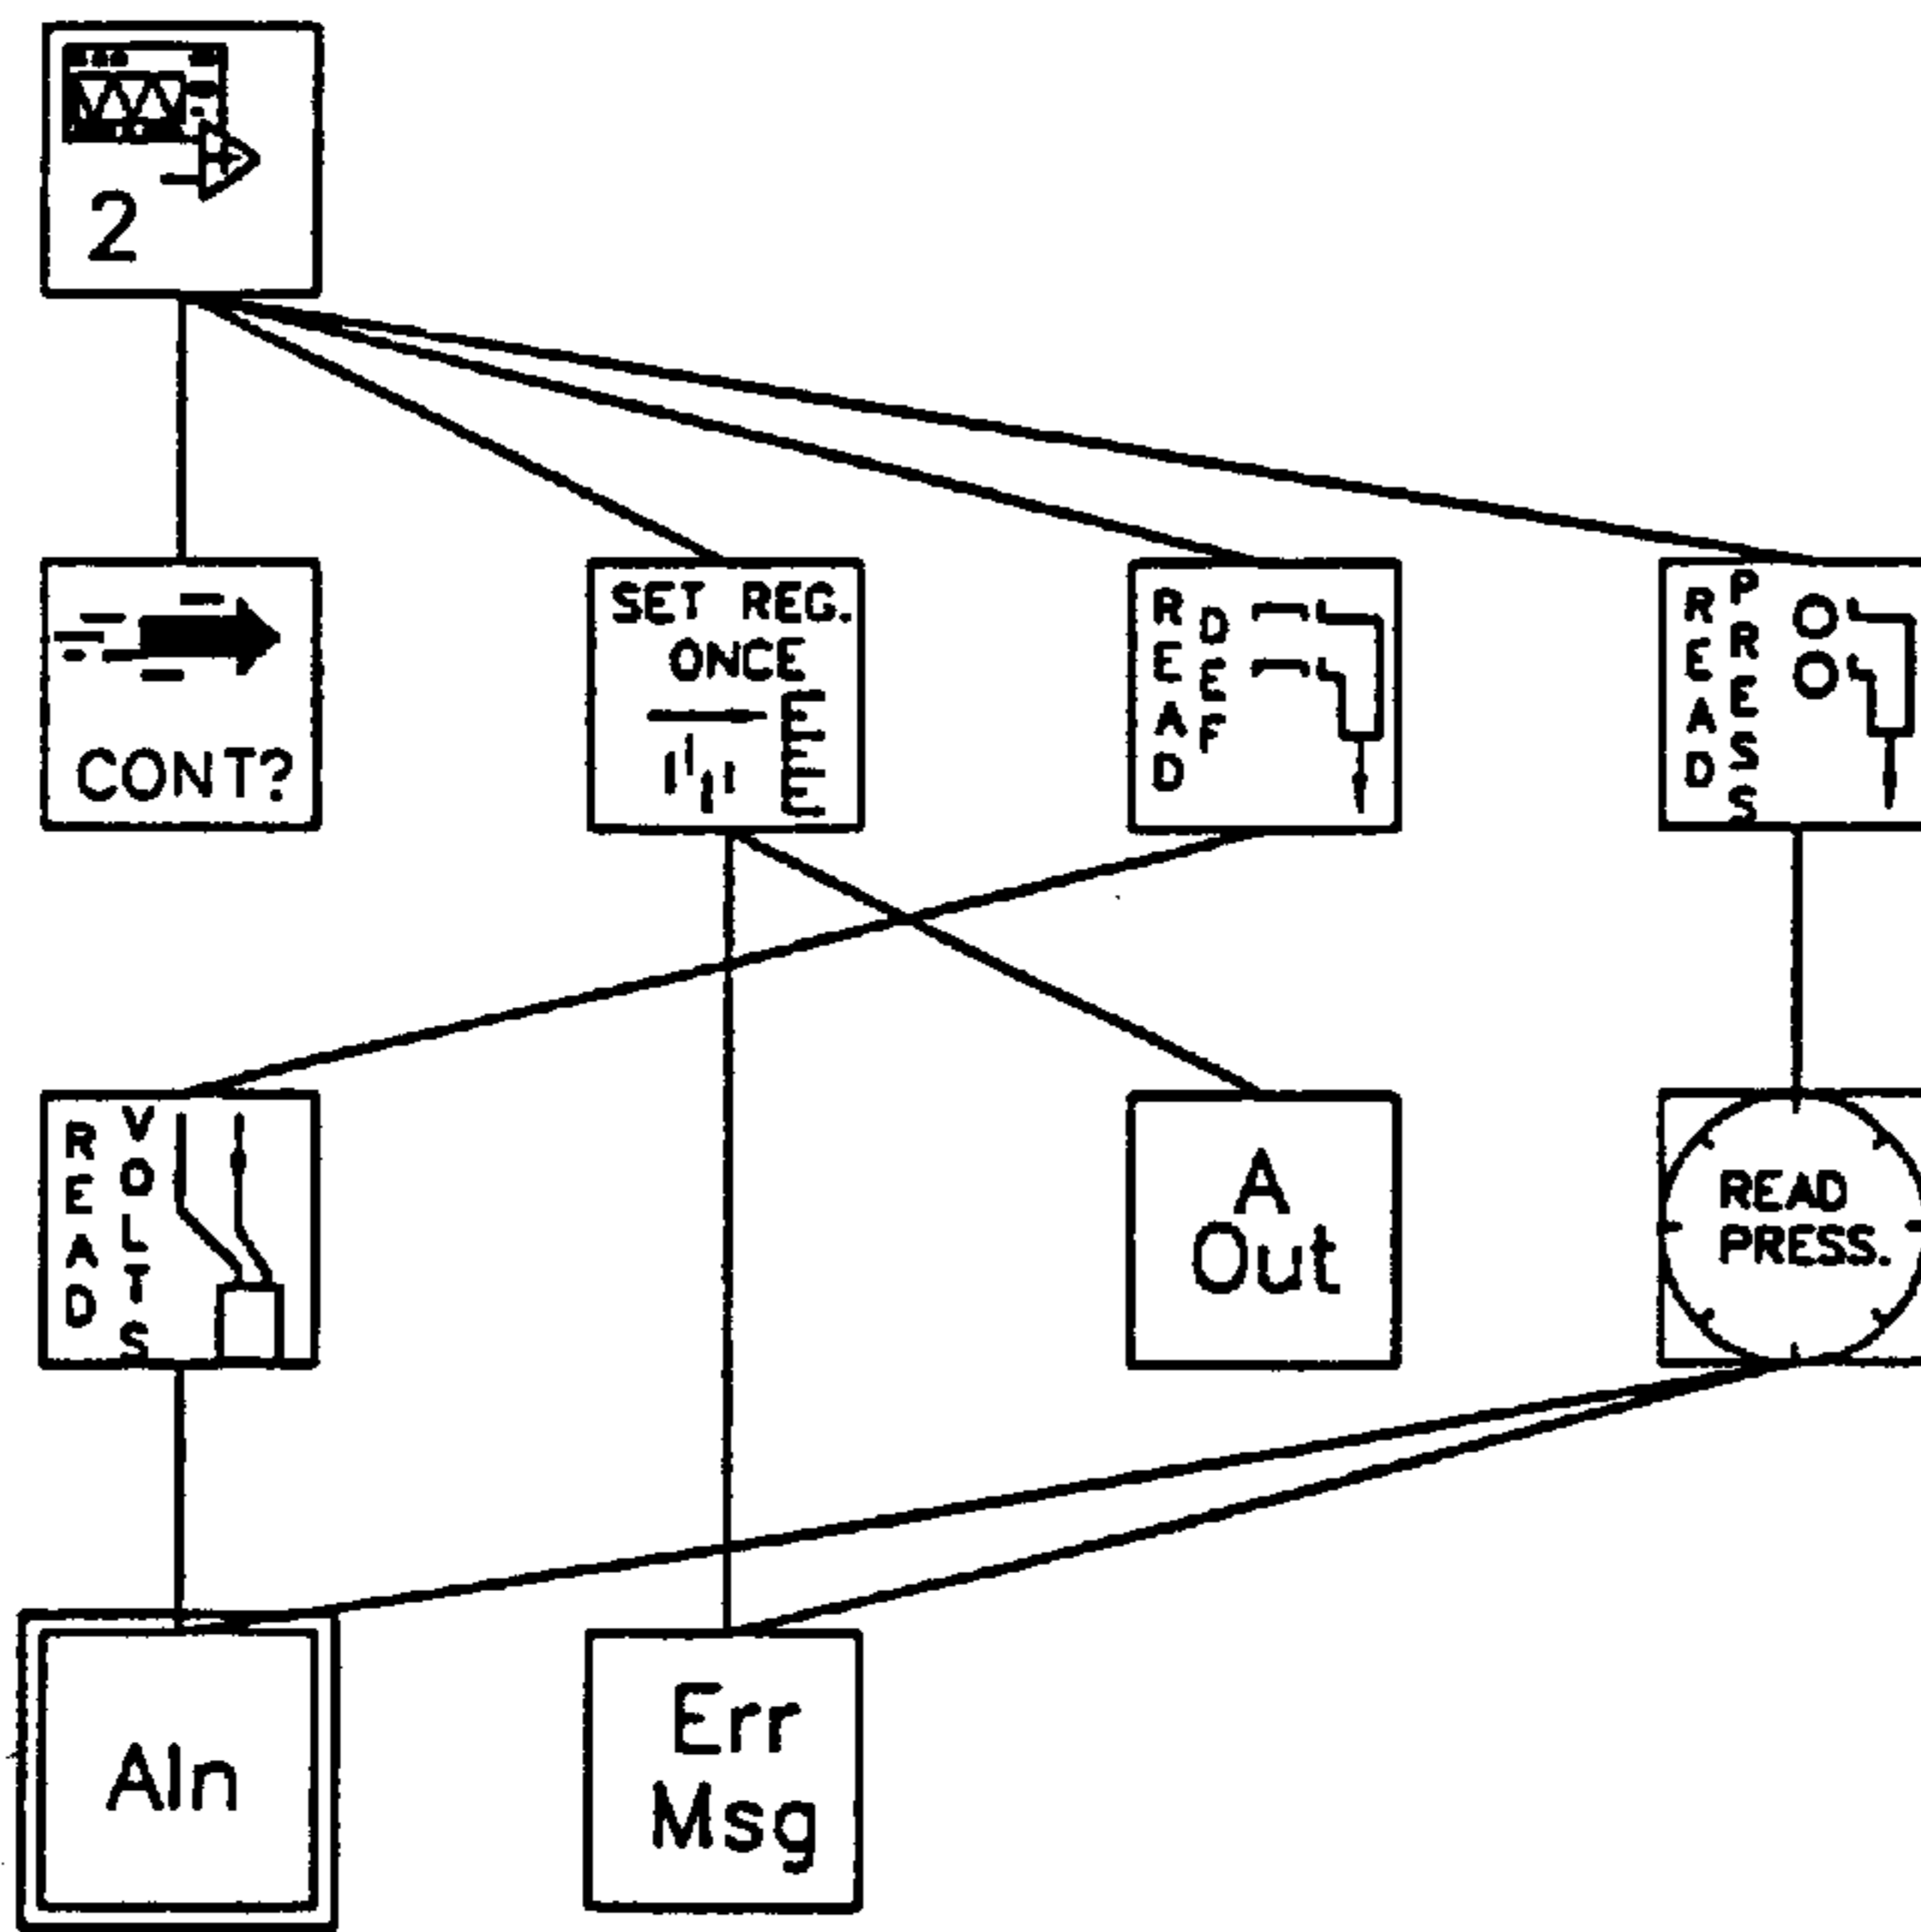 2
CONT?
SET REG.
ONCE
READ DEF
READ PRESS
READ VOLTS
A
Out
READ
PRESS.
AIn
Err
Msg